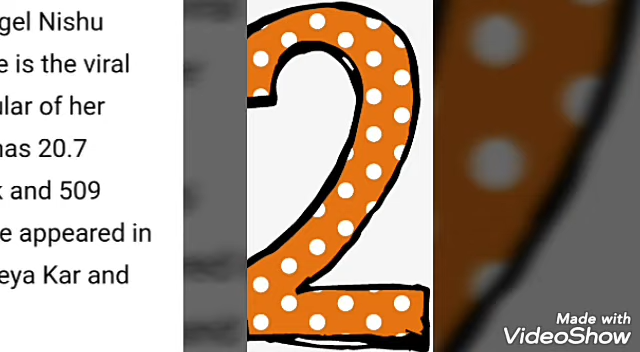 gel Nishu
e is the viral
ular of her
has 20.7
k and 509
e appeared in
eya Kar and
2
Made with
VideoShow